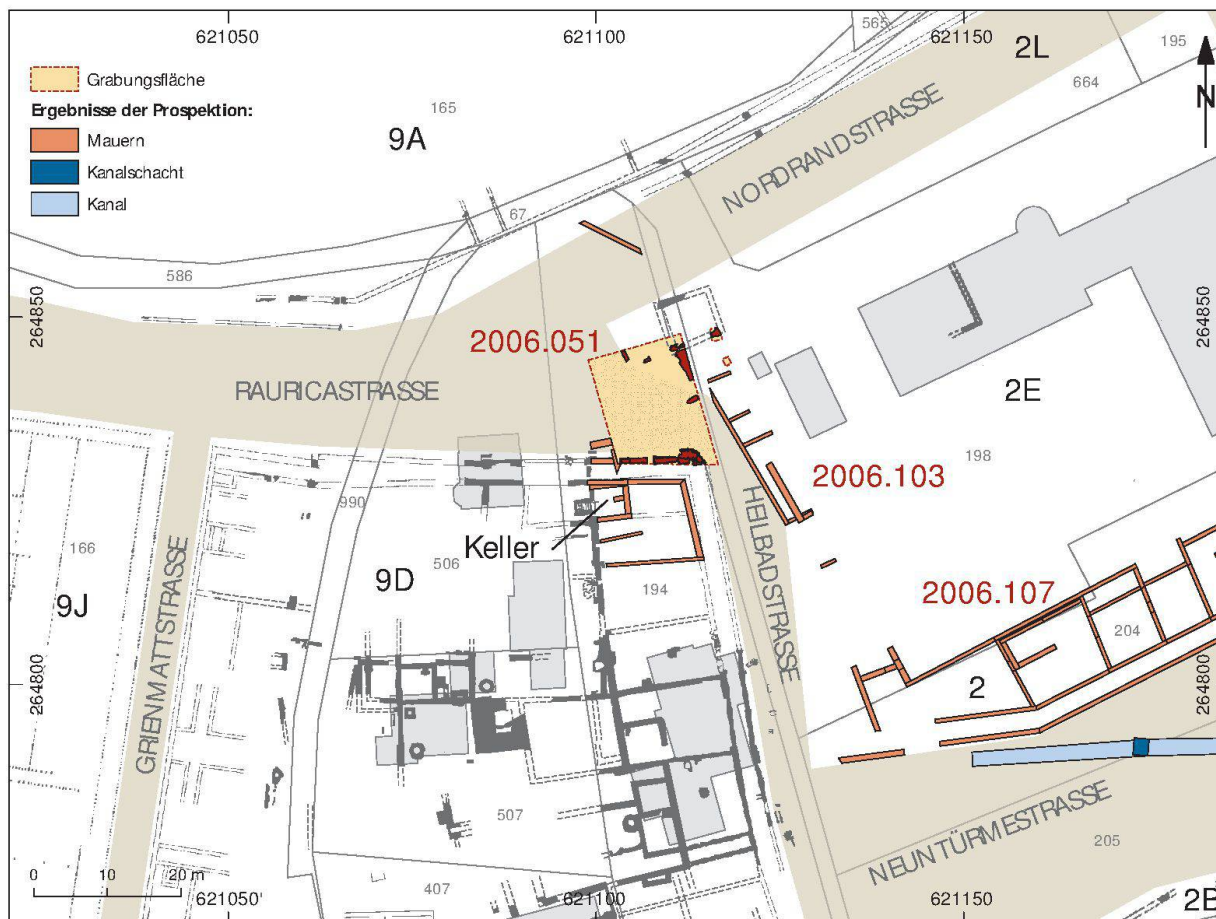 621050
621100
621150
565
2L
195
Grabungsfläche
Ergebnisse der Prospektion:
Mauern
Kanalschacht
Kanal
165
9A
664
N
NORDRANDSTRASSE
67
586
264850
264850
2006.051
RAURICASTRASSE
2E
198
2006.103
990
Keller
506
166
9D
9J
194
HEILBADSTRASSE
2006.107
204
GRIENMATTSTRASSE
264800
2
264800
507
NEUNTÜRMESTRASSE
205
0 10 20 m
407
621050'
621100
621150
2B